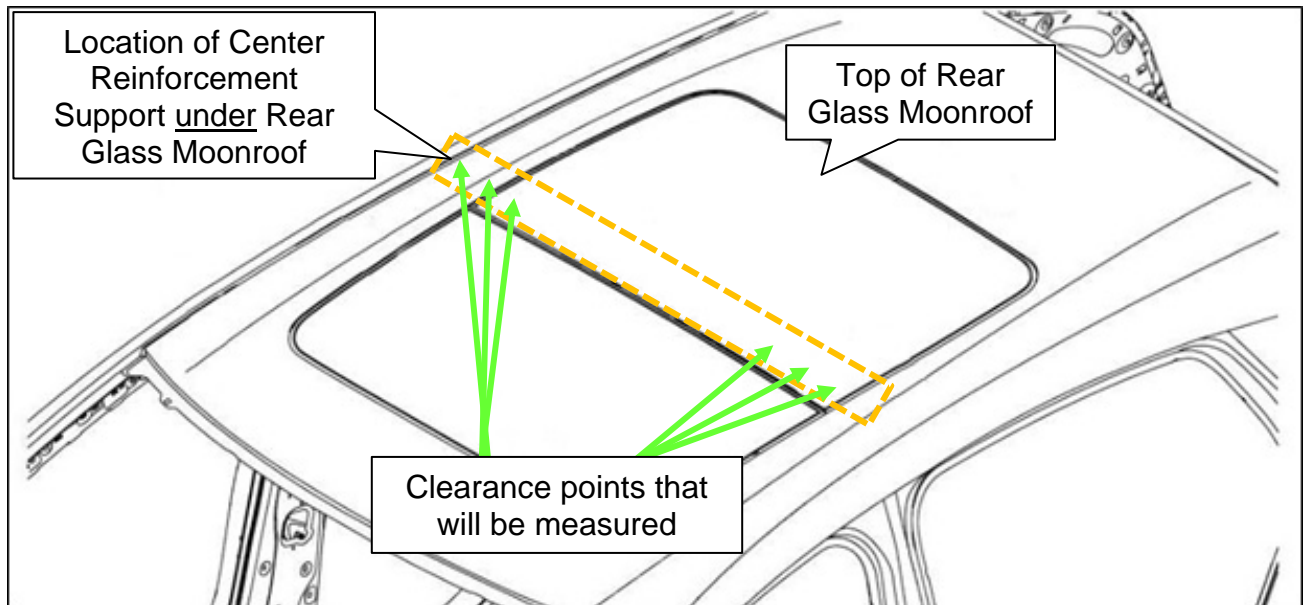 Location of Center
Reinforcement
Support under Rear
Glass Moonroof
Top of Rear
Glass Moonroof
Clearance points that
will be measured